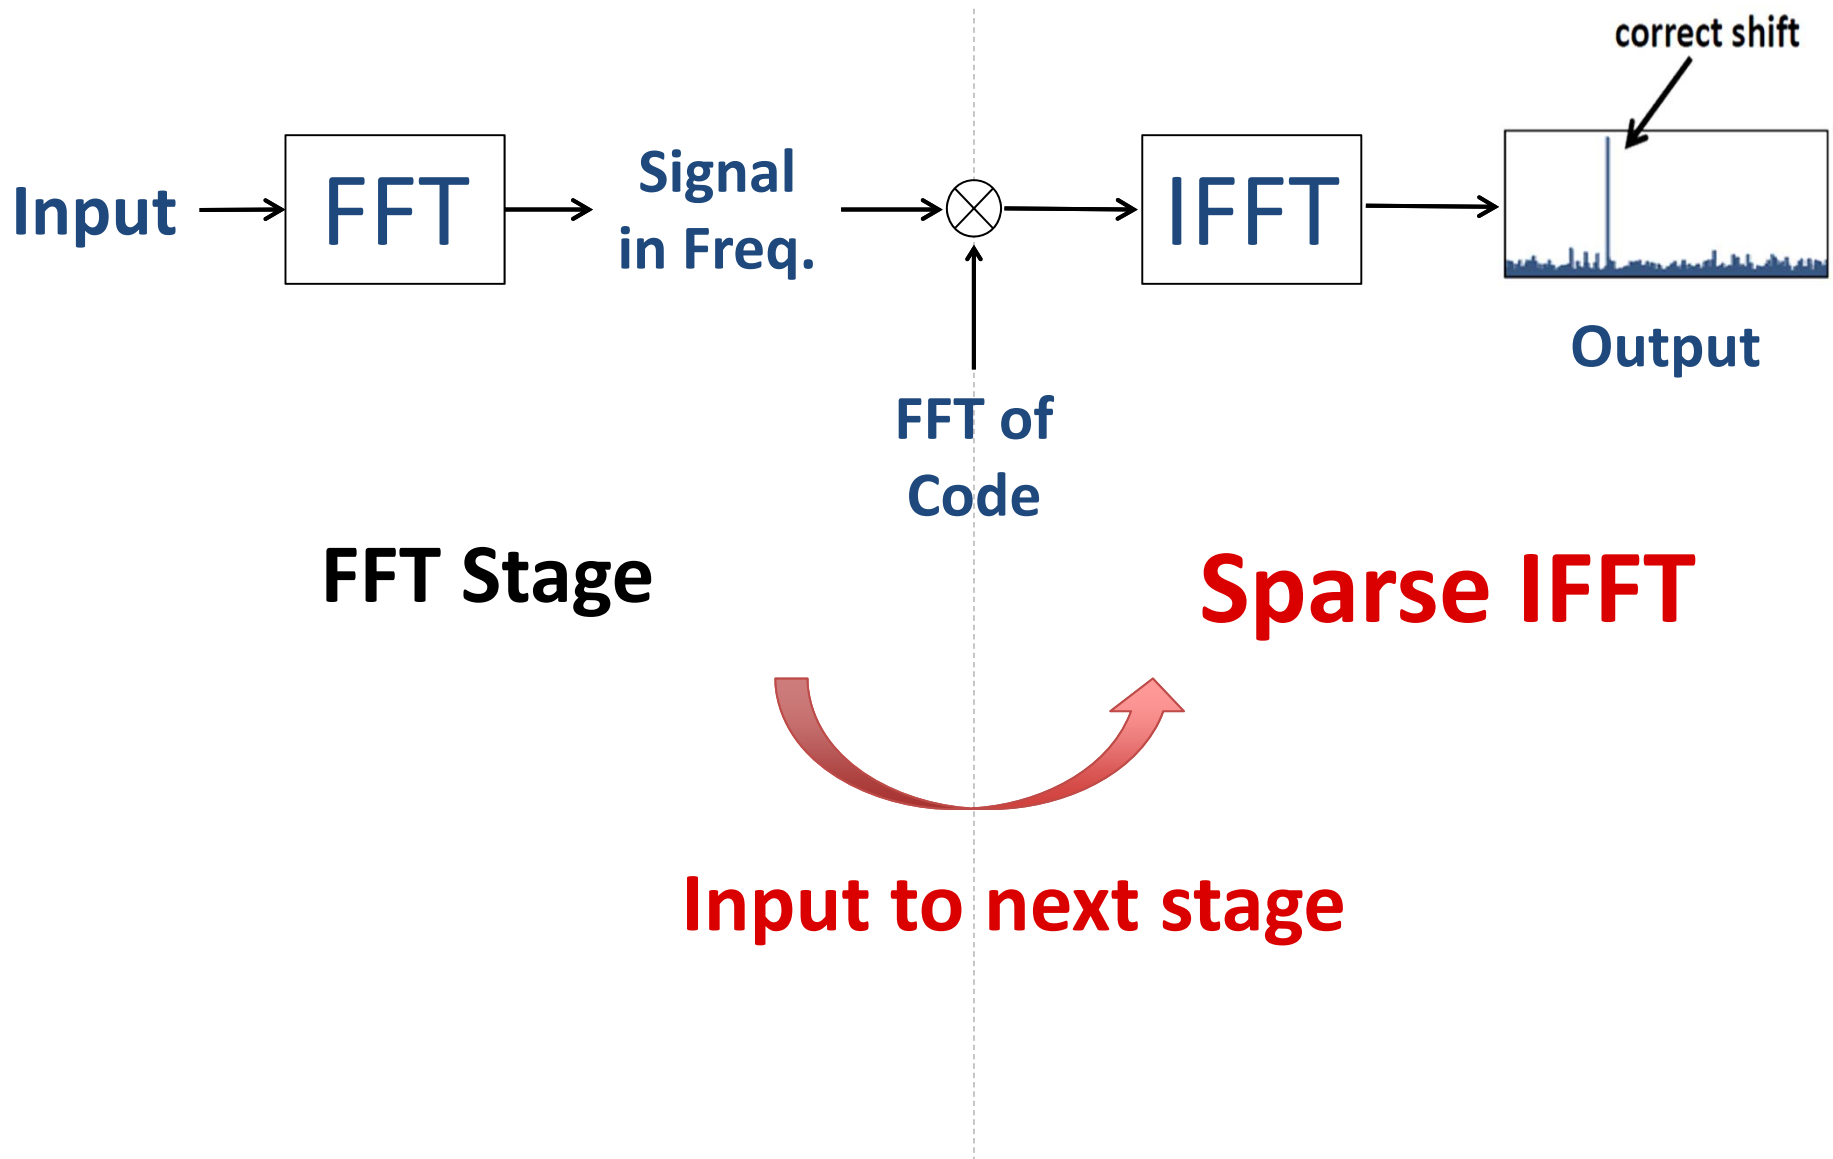 correct shift
Input
FFT
Signal
in Freq.
IFFT
Output
FFT of
Code
FFT Stage
Sparse IFFT
Input to next stage